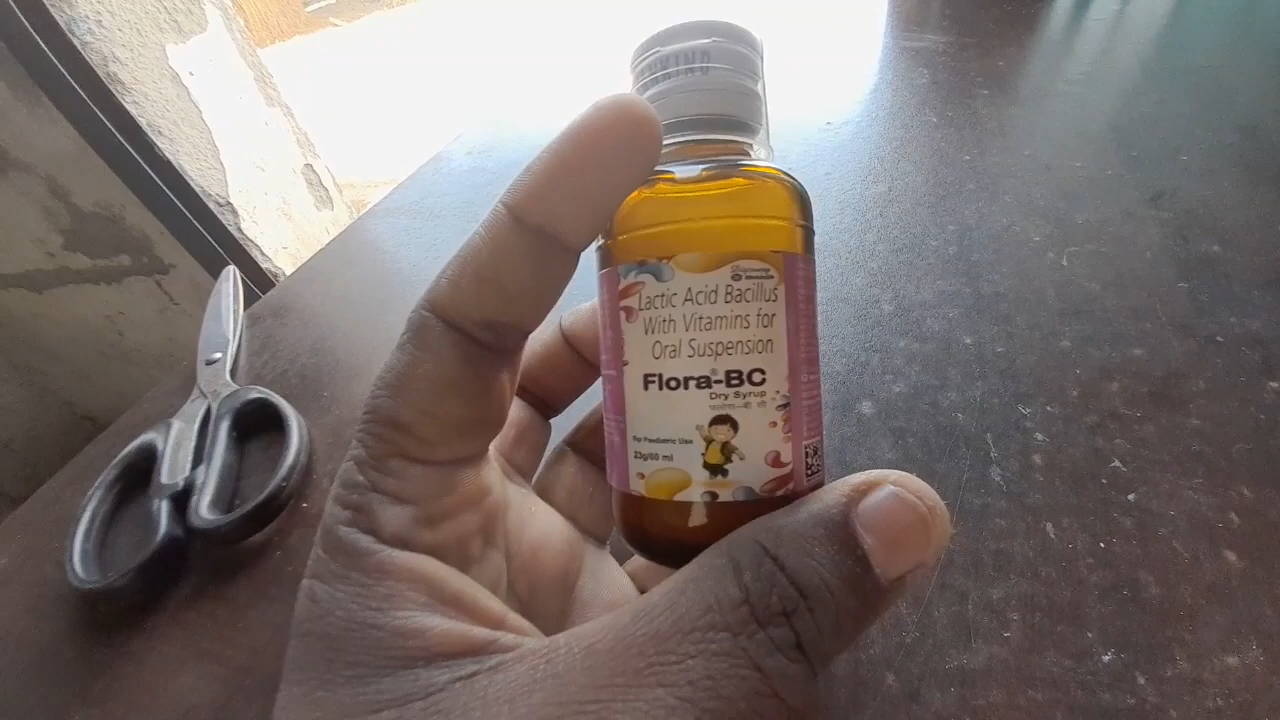 Lactic Acid Bacillus
With Vitamins for
Oral Suspension
Flora-BC®
Dry Syrup
फ्लोरा-बी सी
For Paediatric Use
23g/60 ml